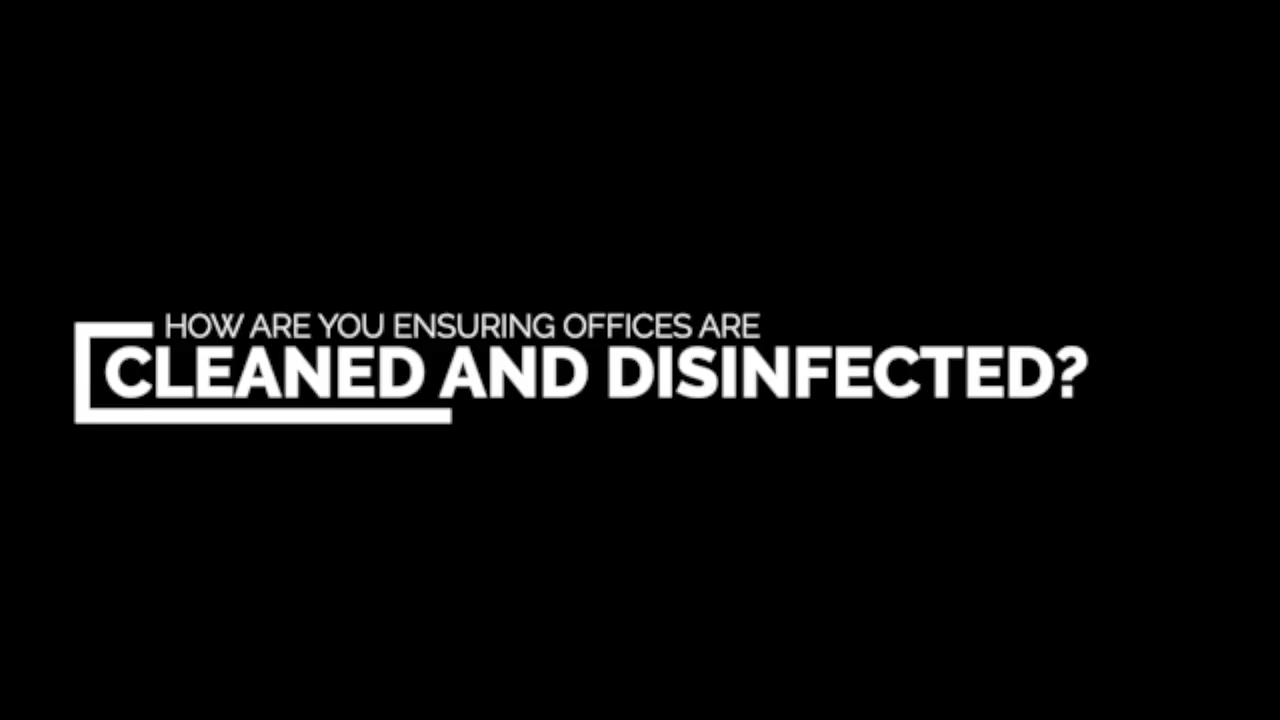 HOW ARE YOU ENSURING OFFICES ARE
CLEANED AND DISINFECTED?